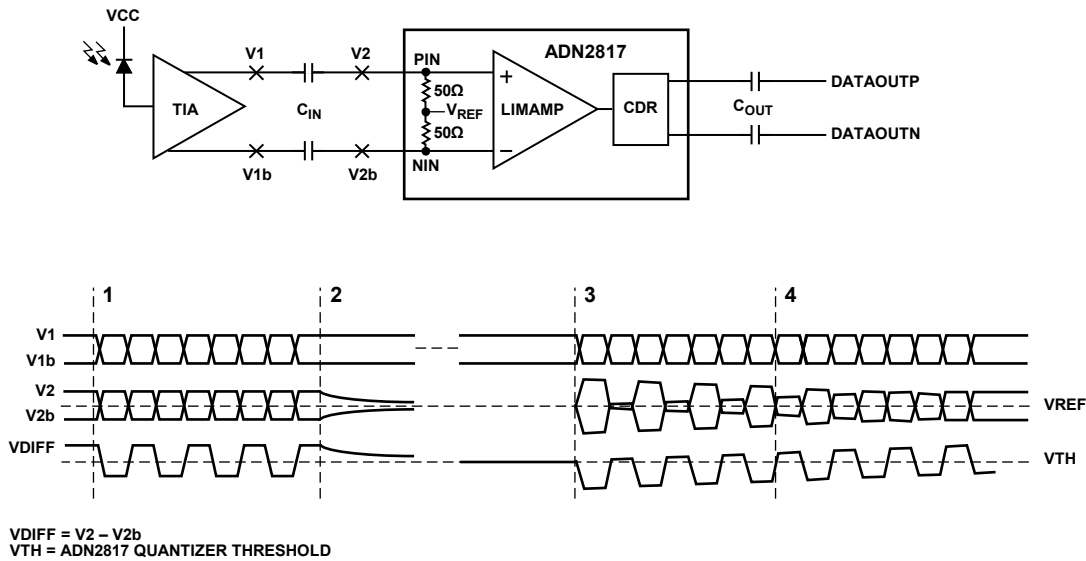 VCC
V1
V2
ADN2817
PIN
50Ω
VREF
50Ω
NIN
TIA
CIN
LIMAMP
CDR
COUT
DATAOUTP
DATAOUTN
V1b
V2b
1
2
3
4
V1
V1b
V2
V2b
VREF
VDIFF
VTH
VDIFF = V2 – V2b
VTH = ADN2817 QUANTIZER THRESHOLD